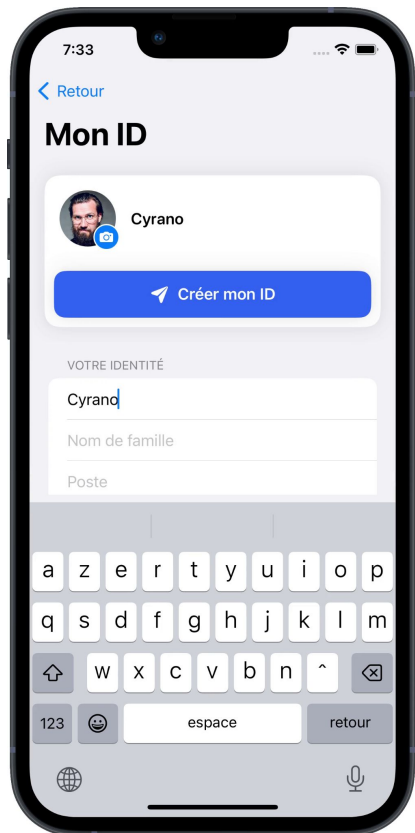 7:33
Retour
Mon ID
Cyrano
Créer mon ID
VOTRE IDENTITÉ
Cyrano
Nom de famille
Poste
a z e r t y u i o p
q s d f g h j k l m
w x c v b n ^
123 espace retour